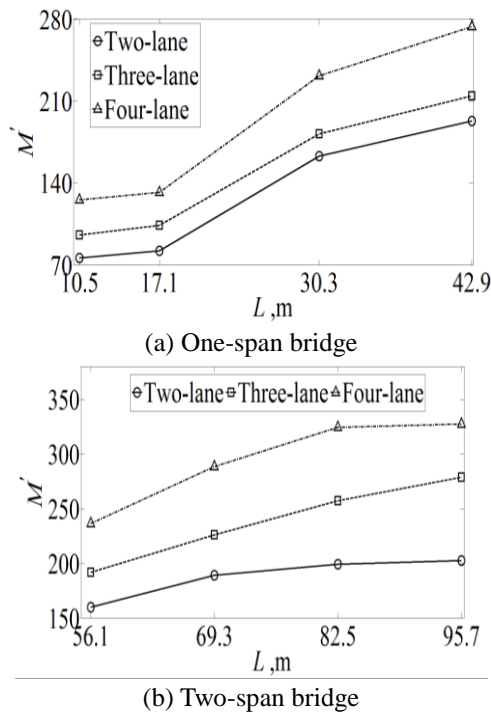 280
Two-lane
Three-lane
210
Four-lane
M'
140
70
10.5 17.1 30.3 42.9
L ,m
(a) One-span bridge
350
Two-lane Three-lane Four-lane
300
M'
250
200
150
56.1 69.3 82.5 95.7
L ,m
(b) Two-span bridge